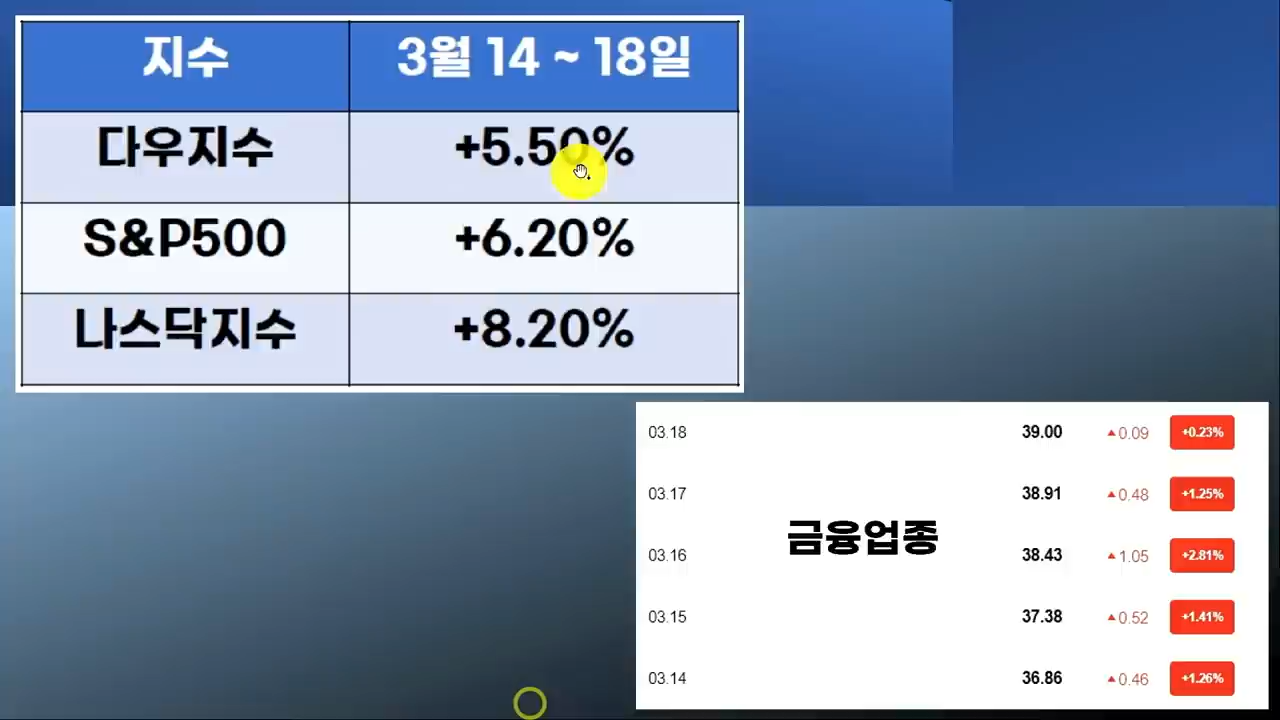 지수 3월 14 ~ 18일
다우지수 +5.50%
S&P500 +6.20%
나스닥지수 +8.20%
03.18 39.00 ▲0.09 +0.23%
03.17 38.91 ▲0.48 +1.25%
금융업종
03.16 38.43 ▲1.05 +2.81%
03.15 37.38 ▲0.52 +1.41%
03.14 36.86 ▲0.46 +1.26%